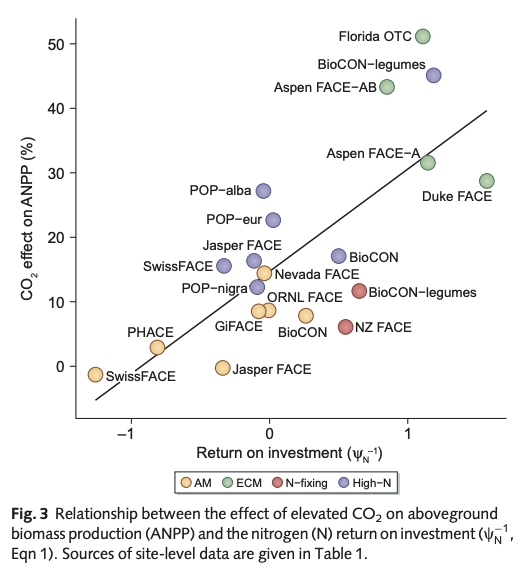 Florida OTC
50
BioCON−legumes
Aspen FACE−AB
40
Aspen FACE−A
30
POP−alba
Duke FACE
POP−eur
20
Jasper FACE
BioCON
SwissFACE
Nevada FACE
POP−nigra
BioCON−legumes
10
ORNL FACE
GiFACE
BioCON
NZ FACE
PHACE
0
Jasper FACE
SwissFACE
CO2 effect on ANPP (%)
−1
0
1
Return on investment (ψN−1)
AM ECM N-fixing High-N
Fig. 3 Relationship between the effect of elevated CO2 on aboveground
biomass production (ANPP) and the nitrogen (N) return on investment (ψN−1,
Eqn 1). Sources of site-level data are given in Table 1.